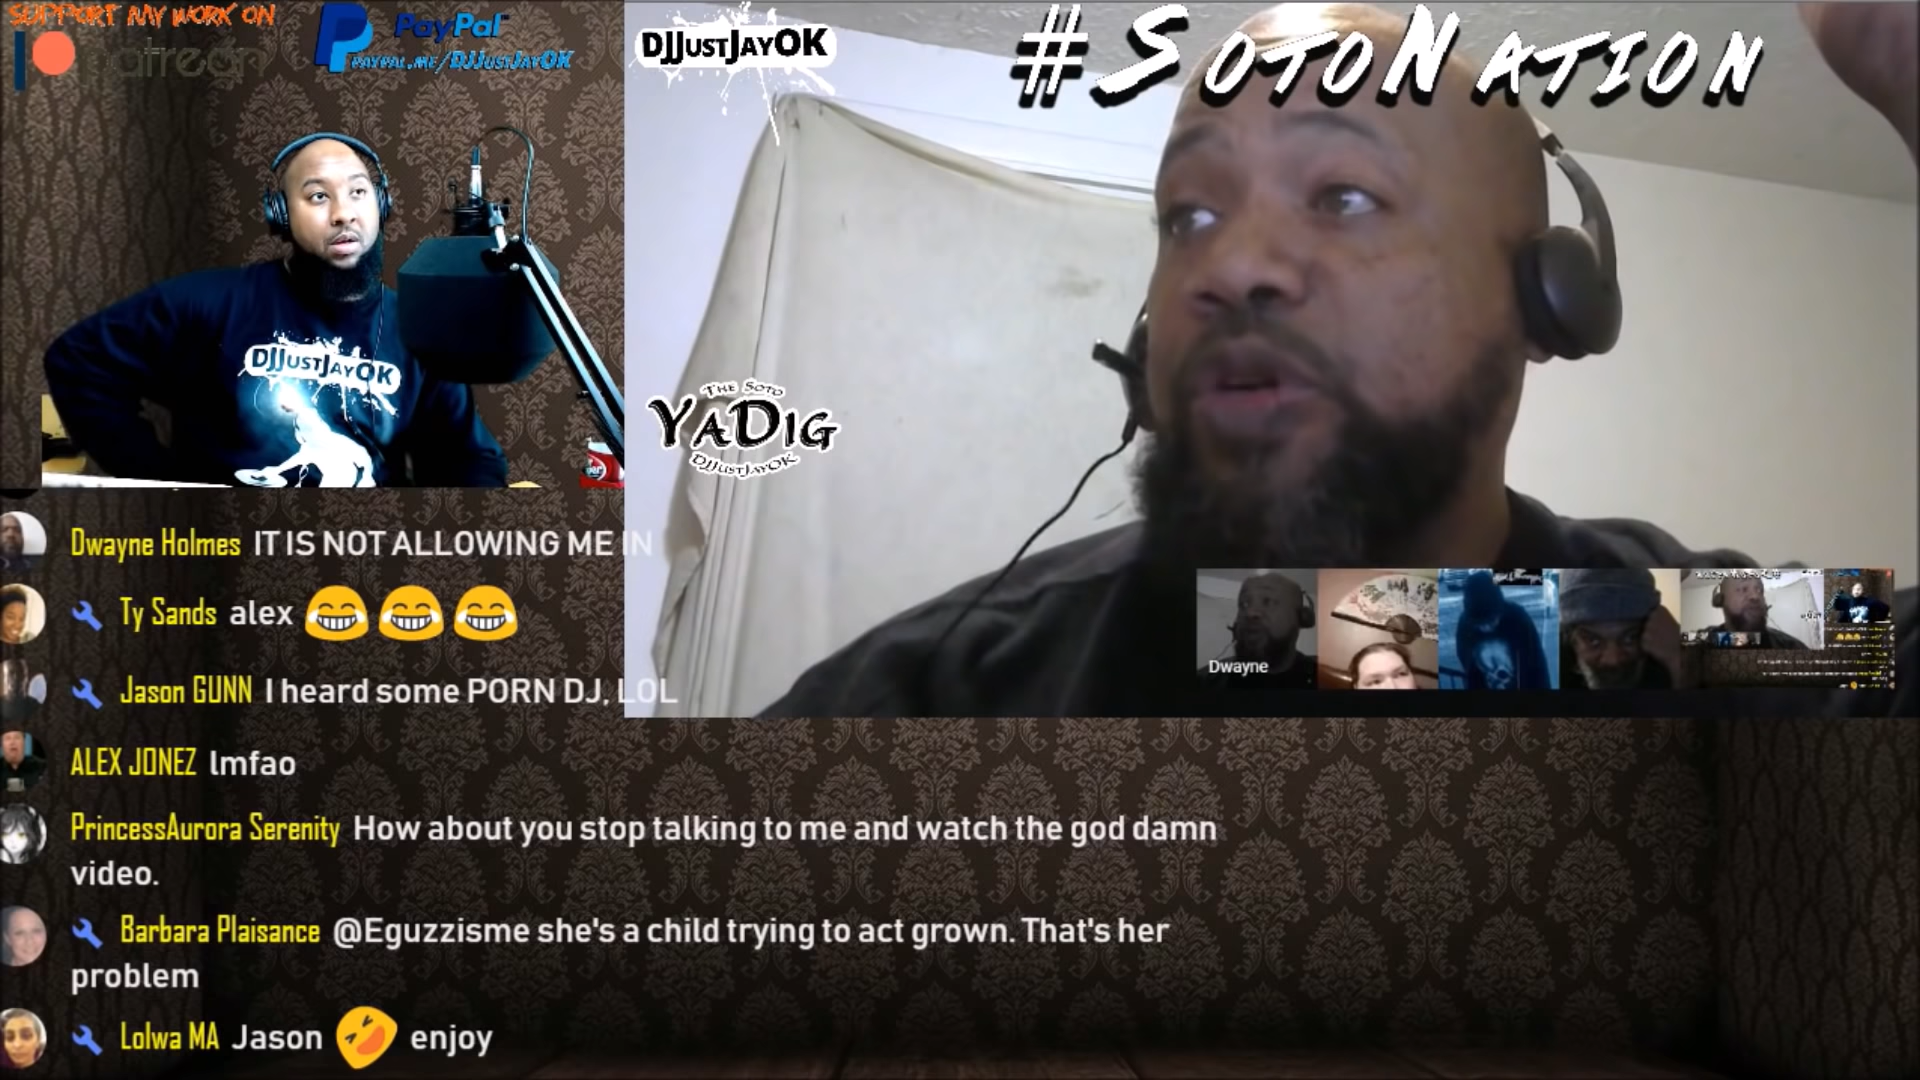 SUPPORT MY WORK ON
patreon
PayPal
PAYPAL.ME/DJJUSTJAYOK
DJJUSTJAYOK
#SOTONATION
DJJUSTJAYOK
THE SOTO
YADIG
DJJUSTJAYOK
Dwayne
Dwayne Holmes IT IS NOT ALLOWING ME IN
Ty Sands alex 😂😂😂
Jason GUNN I heard some PORN DJ, LOL
ALEX JONEZ lmfao
PrincessAurora Serenity How about you stop talking to me and watch the god damn
video.
Barbara Plaisance @Eguzzisme she's a child trying to act grown. That's her
problem
Lolwa MA Jason 🤣 enjoy